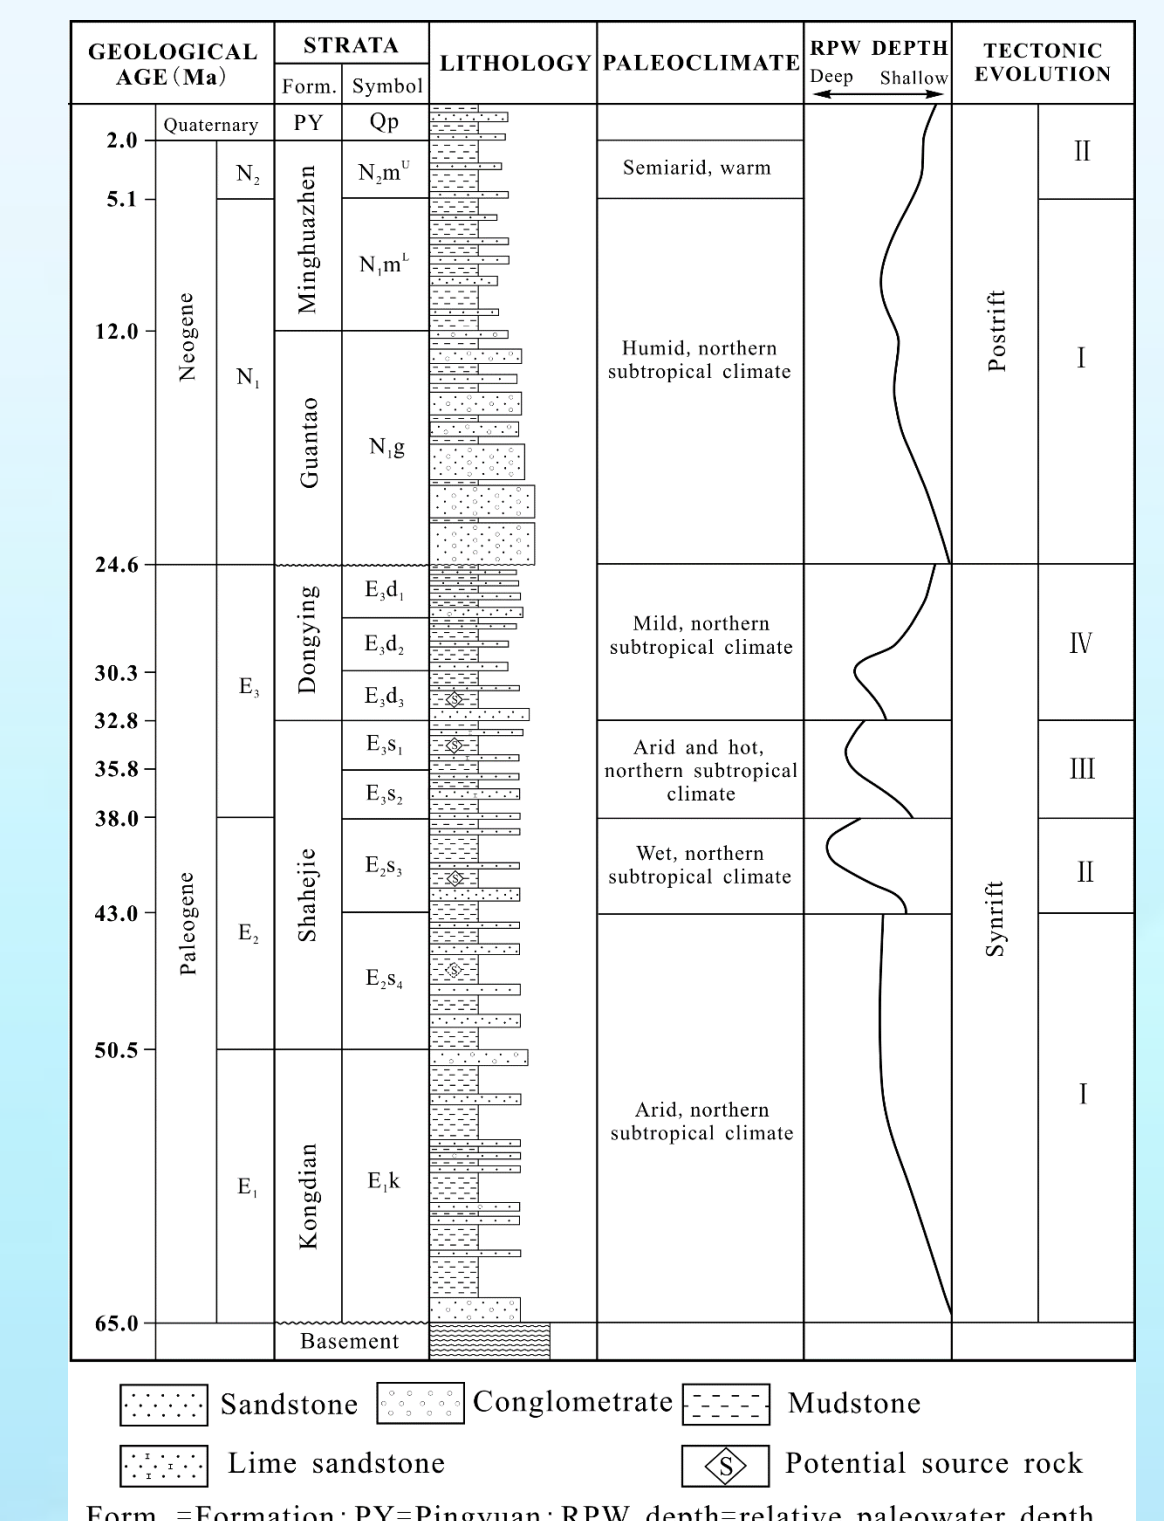 GEOLOGICAL
AGE (Ma)
STRATA
Form.
Symbol
LITHOLOGY
PALEOCLIMATE
RPW DEPTH
Deep Shallow
TECTONIC
EVOLUTION
Quaternary
PY
Qp
II
2.0
N₂
Minghuazhen
N₂mᵁ
Semiarid, warm
5.1
Neogene
N₁
N₁mᴸ
Humid, northern
subtropical climate
Postrift
I
12.0
Guantao
N₁g
24.6
Dongying
E₃d₁
Mild, northern
subtropical climate
IV
E₃d₂
30.3
E₃
E₃d₃
S
32.8
Shahejie
E₃s₁
S
Arid and hot,
northern subtropical
climate
III
35.8
E₃s₂
38.0
Paleogene
E₂
E₂s₃
S
Wet, northern
subtropical climate
Synrift
II
43.0
E₂s₄
S
Arid, northern
subtropical climate
I
50.5
E₁
Kongdian
E₁k
65.0
Basement
Sandstone
Conglometrate
Mudstone
Lime sandstone
S
Potential source rock
Form. =Formation; PY=Pingyuan; RPW depth=relative paleowater depth